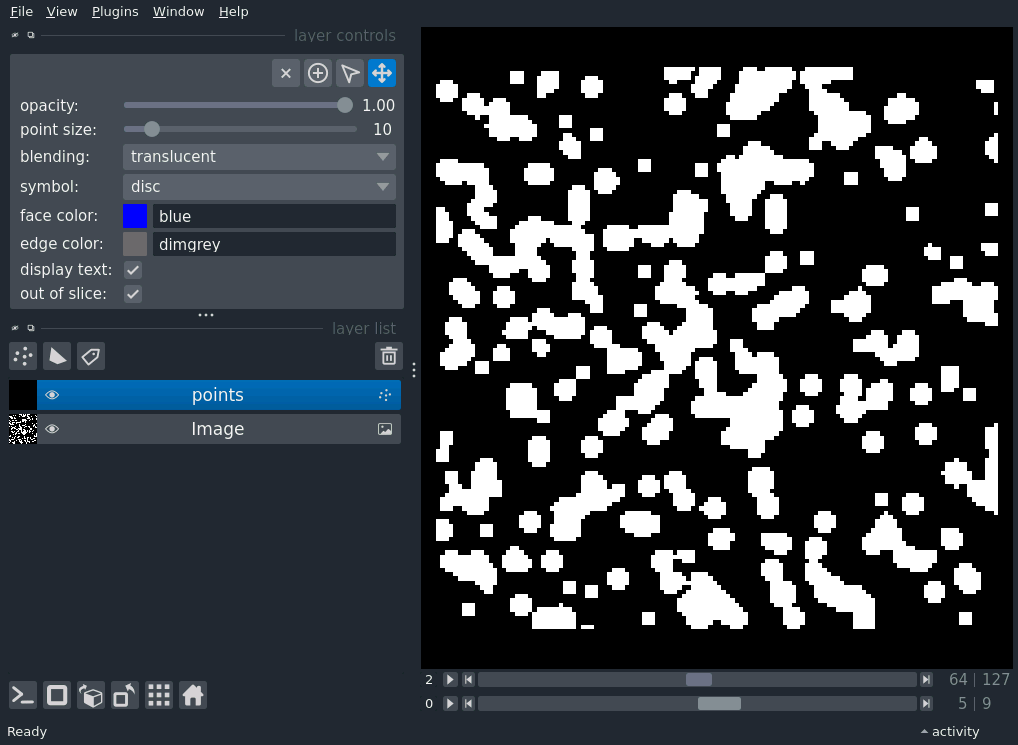 File View Plugins Window Help
layer controls
opacity: 1.00
point size: 10
blending: translucent
symbol: disc
face color: blue
edge color: dimgrey
display text:
out of slice:
layer list
points
Image
2 64 | 127
0 5 | 9
Ready activity